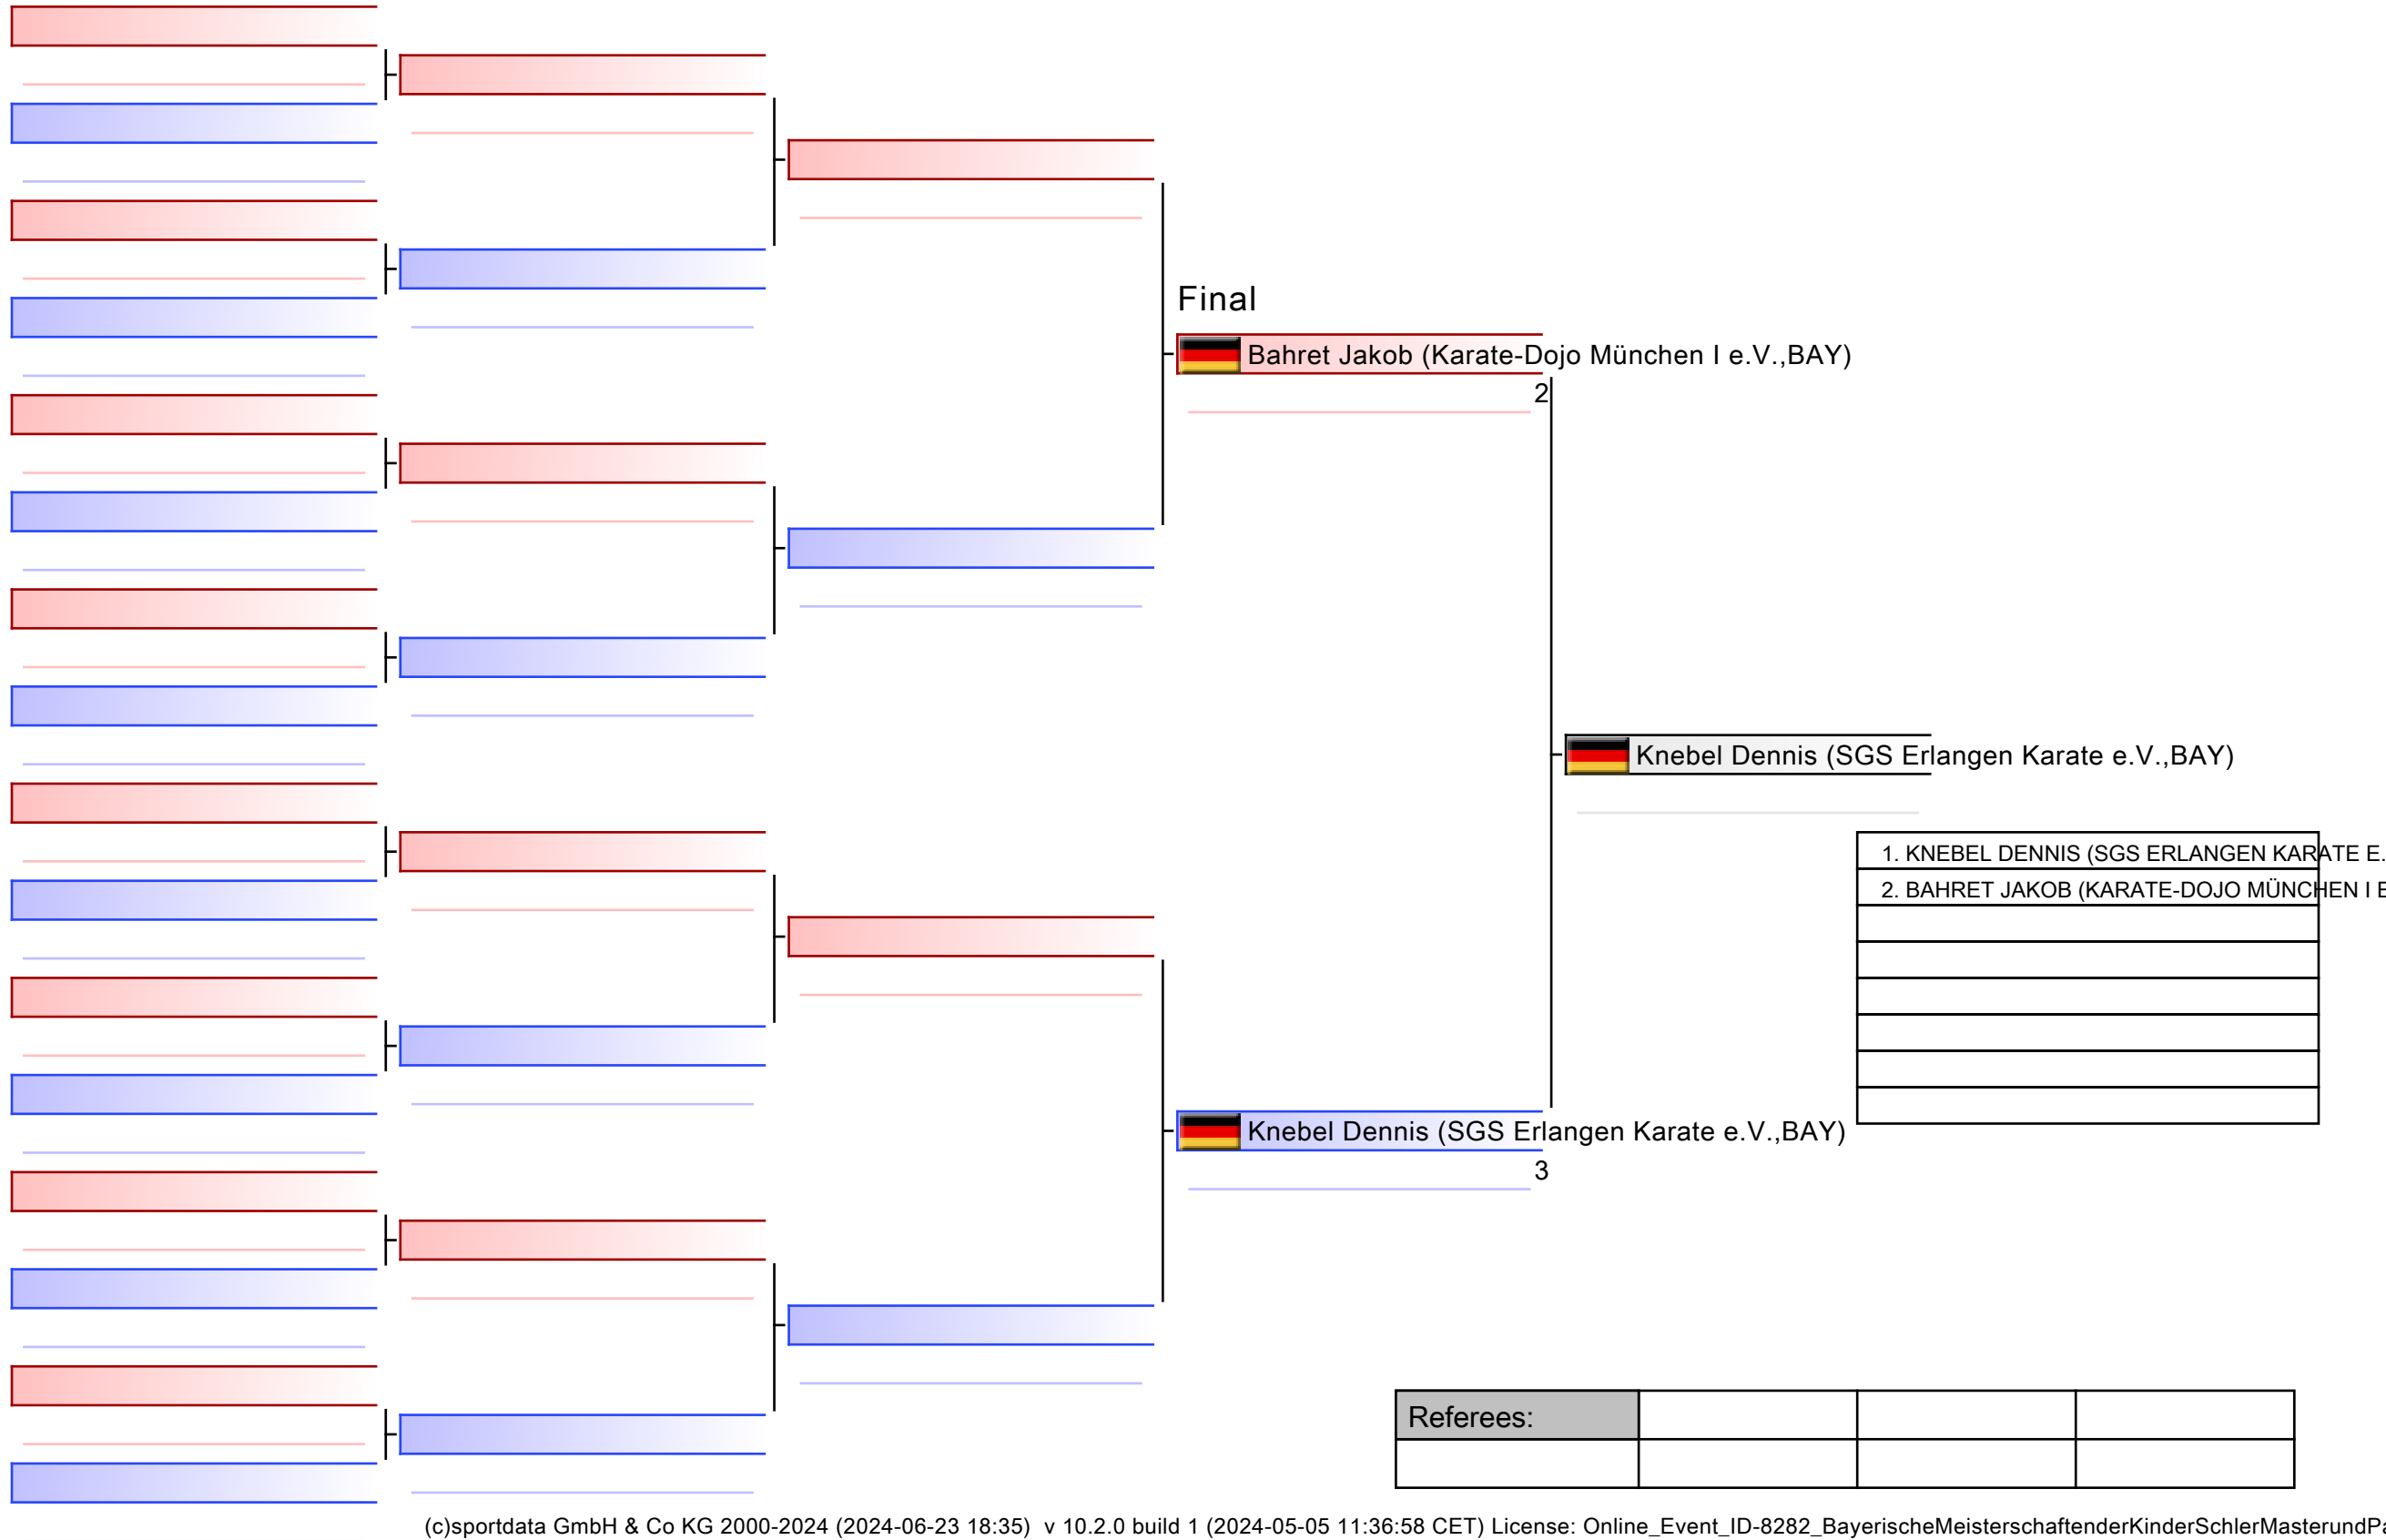 Final
Bahret Jakob (Karate-Dojo München I e.V.,BAY)
2
Knebel Dennis (SGS Erlangen Karate e.V.,BAY)
1. KNEBEL DENNIS (SGS ERLANGEN KARATE E.
2. BAHRET JAKOB (KARATE-DOJO MÜNCHEN I E
Knebel Dennis (SGS Erlangen Karate e.V.,BAY)
3
Referees:
(c)sportdata GmbH & Co KG 2000-2024 (2024-06-23 18:35) v 10.2.0 build 1 (2024-05-05 11:36:58 CET) License: Online_Event_ID-8282_BayerischeMeisterschaftenderKinderSchlerMasterundPa